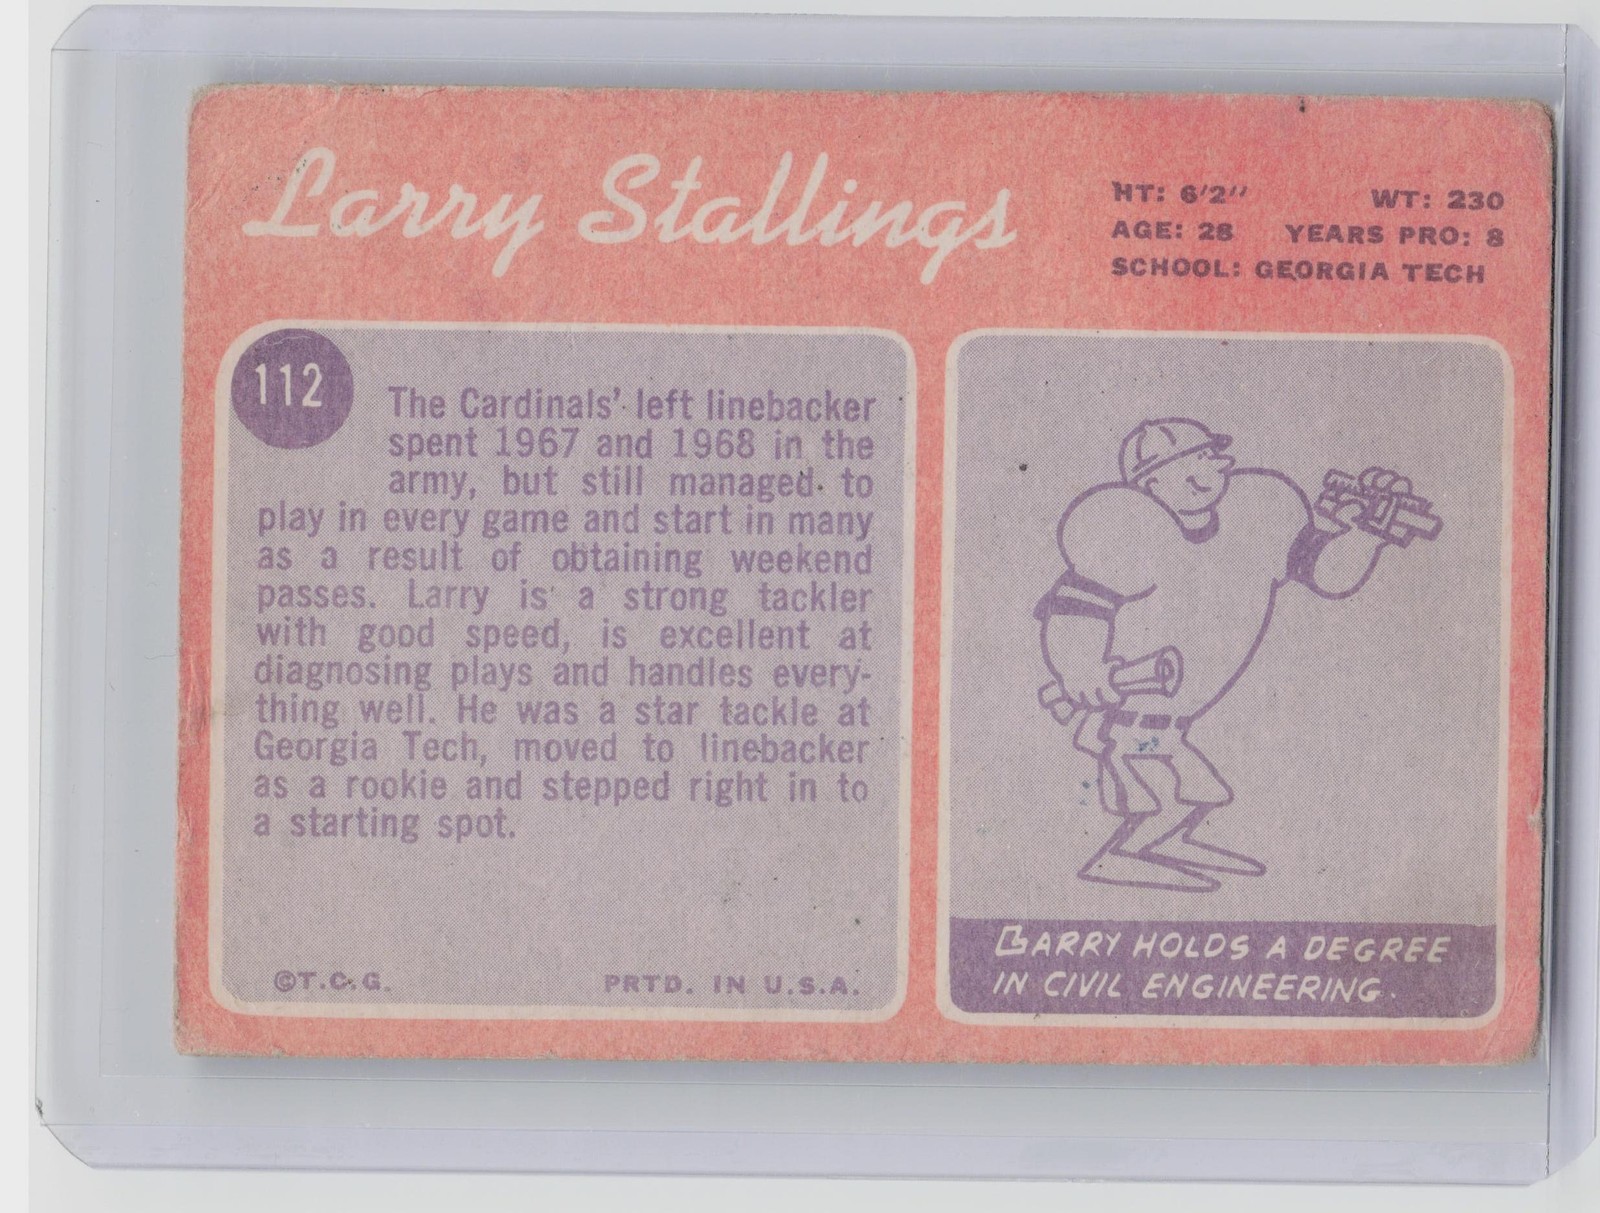 Larry Stallings
HT: 6'2" WT: 230
AGE: 28 YEARS PRO: 8
SCHOOL: GEORGIA TECH
112
The Cardinals' left linebacker
spent 1967 and 1968 in the
army, but still managed to
play in every game and start in many
as a result of obtaining weekend
passes. Larry is a strong tackler
with good speed, is excellent at
diagnosing plays and handles every-
thing well. He was a star tackle at
Georgia Tech, moved to linebacker
as a rookie and stepped right in to
a starting spot.
©T.C.G. PRTD. IN U.S.A.
LARRY HOLDS A DEGREE
IN CIVIL ENGINEERING.